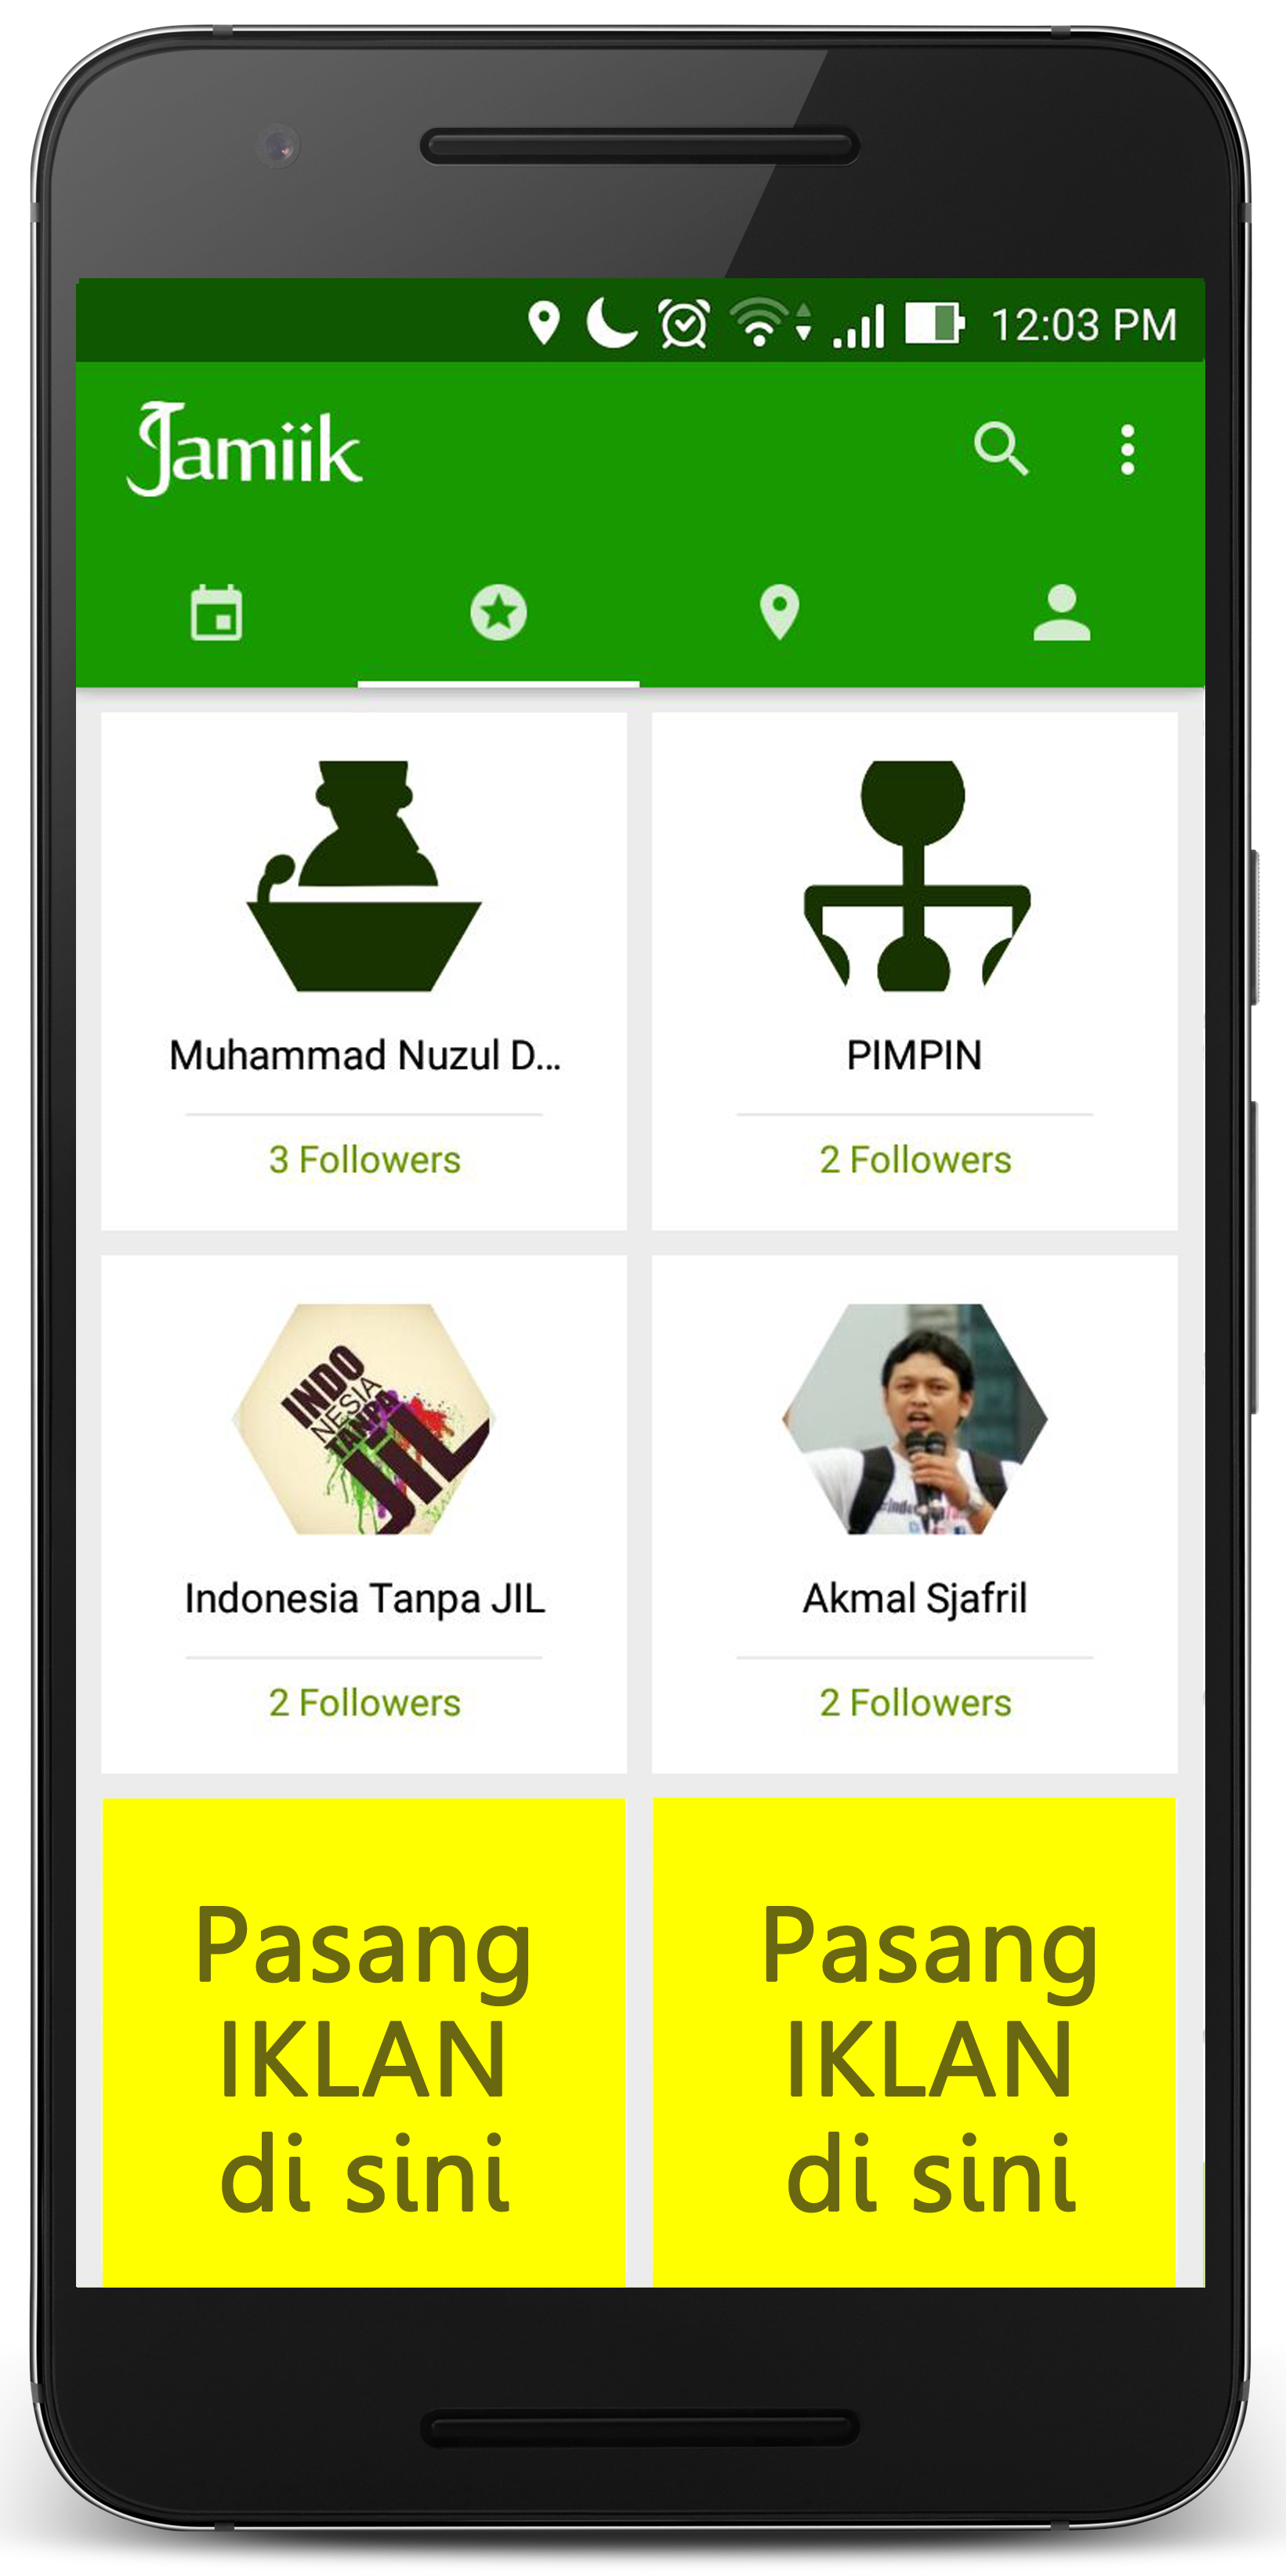 12:03 PM
Jamiik
Muhammad Nuzul D...
PIMPIN
3 Followers
2 Followers
INDO
NESIA
TANPA
JIL
Indonesia Tanpa JIL
Akmal Sjafril
2 Followers
2 Followers
Pasang
IKLAN
di sini
Pasang
IKLAN
di sini